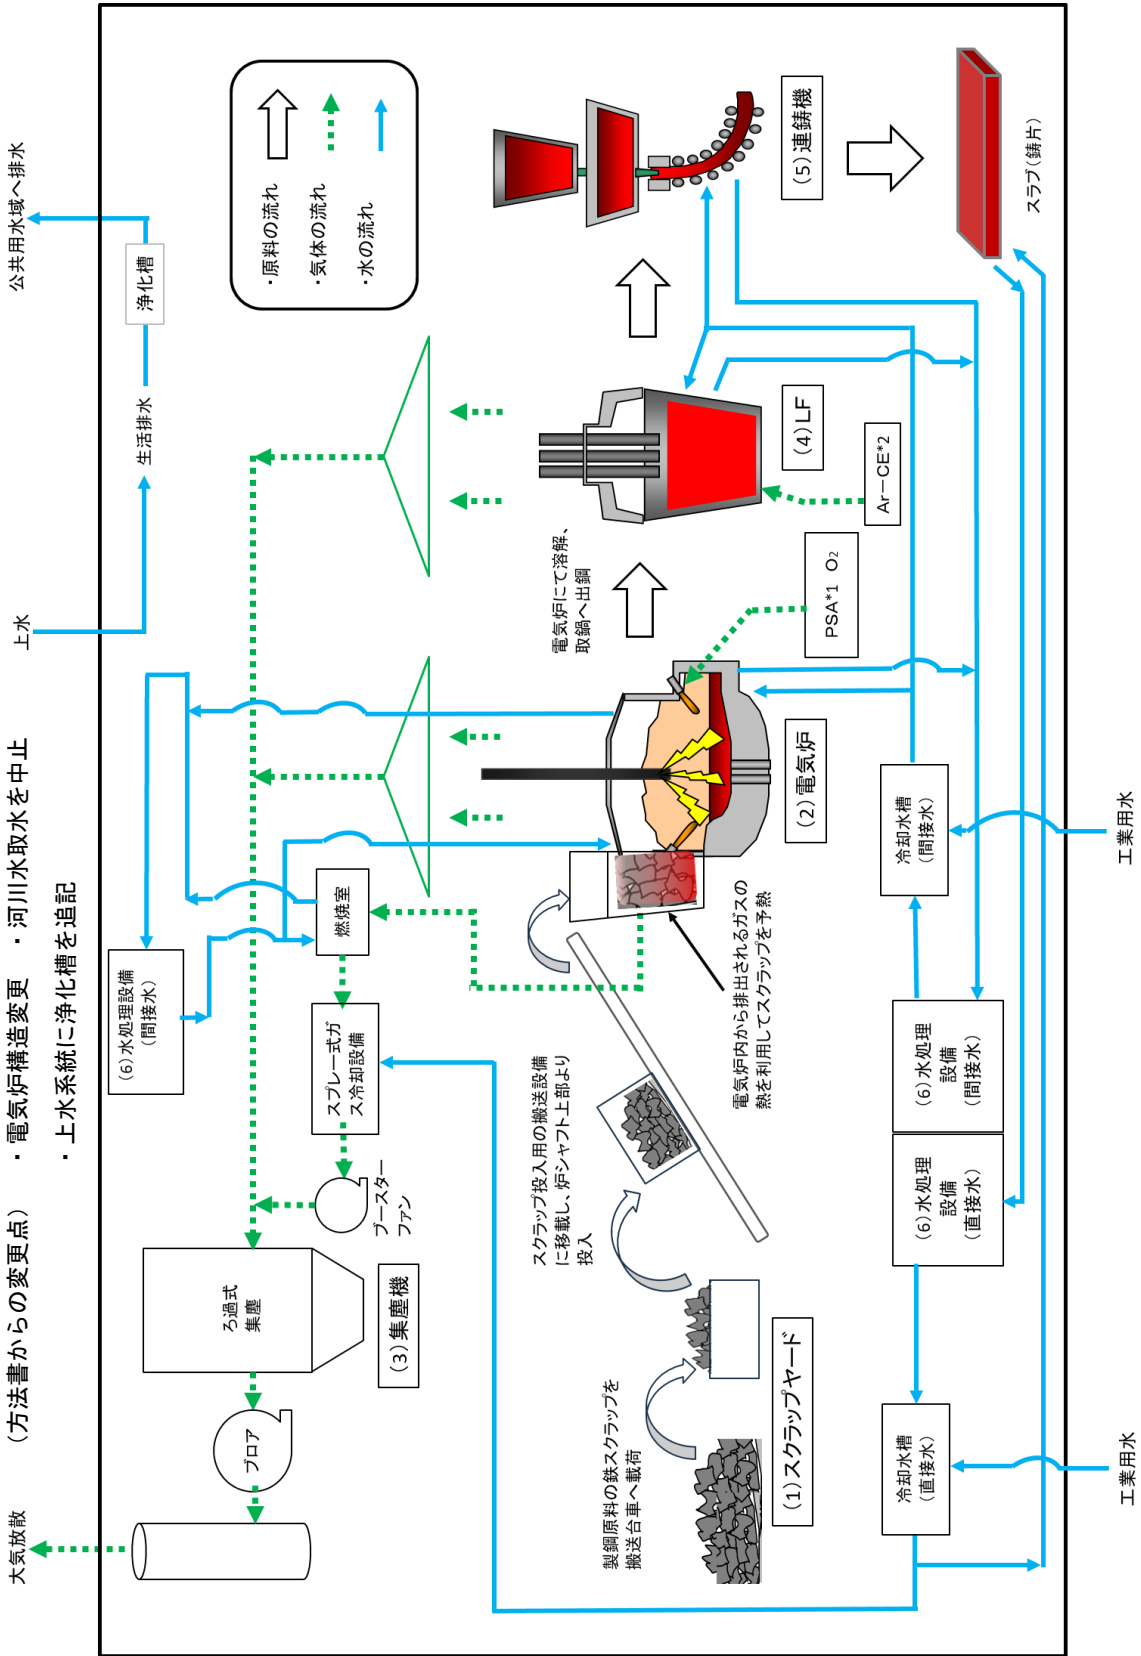 （方法書からの変更点）　・電気炉構造変更　・河川水取水を中止
・上水系統に浄化槽を追記
大気放散
上水
公共用水域へ排水
生活排水
浄化槽
・原料の流れ
・気体の流れ
・水の流れ
(6)水処理設備
(間接水)
ブロア
ろ過式
集塵
(3)集塵機
ブースター
ファン
スプレー式ガ
ス冷却設備
燃焼室
製鋼原料の鉄スクラップを
搬送台車へ載荷
(1)スクラップヤード
スクラップ投入用の搬送設備
に移載し、炉シャフト上部より
投入
電気炉内から排出されるガスの
熱を利用してスクラップを予熱
(2)電気炉
電気炉にて溶解、
取鍋へ出鋼
PSA*1 O₂
Ar－CE*2
(4)LF
(5)連鋳機
スラブ(鋳片)
冷却水槽
(直接水)
(6)水処理
設備
(直接水)
(6)水処理
設備
(間接水)
冷却水槽
(間接水)
工業用水
工業用水